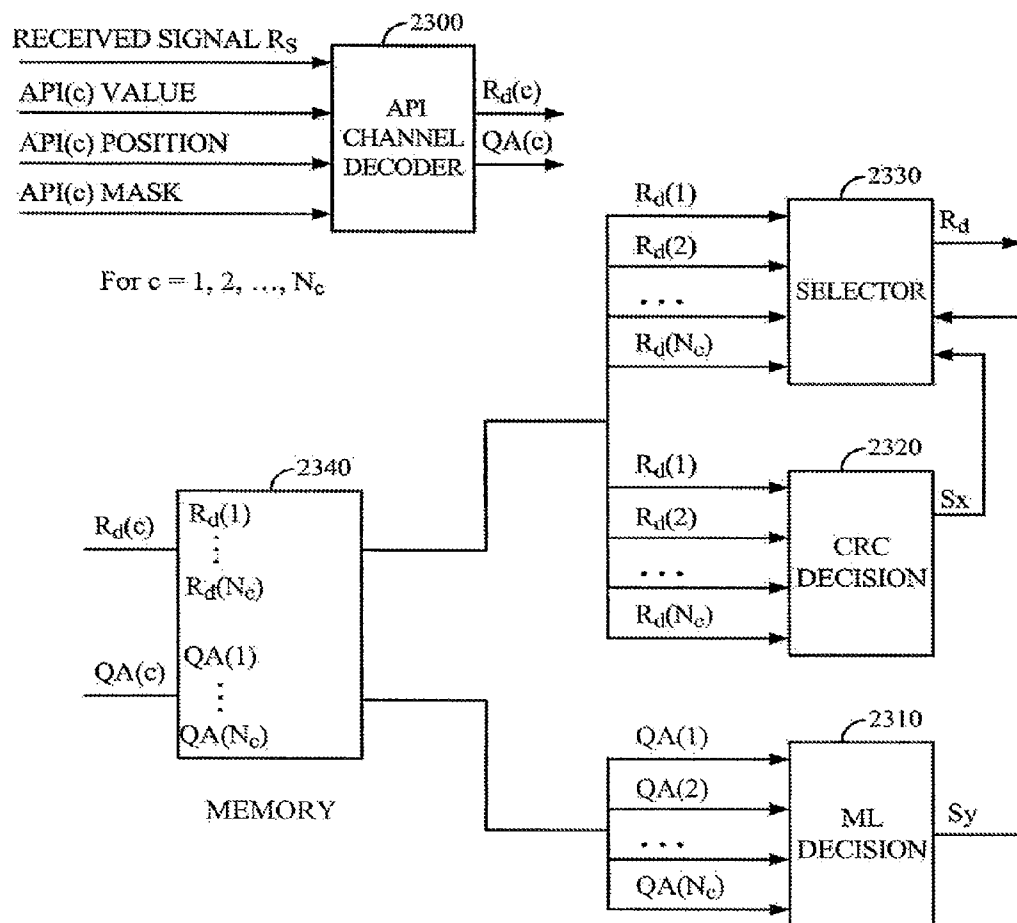 2300
RECEIVED SIGNAL RS
API(c) VALUE
API(c) POSITION
API(c) MASK
API
CHANNEL
DECODER
Rd(c)
QA(c)
For c = 1, 2, ..., Nc
2330
Rd(1)
Rd(2)
...
Rd(Nc)
SELECTOR
Rd
2340
Rd(c)
Rd(1)
⋮
Rd(Nc)
QA(c)
QA(1)
⋮
QA(Nc)
MEMORY
2320
Rd(1)
Rd(2)
...
Rd(Nc)
CRC
DECISION
Sx
2310
QA(1)
QA(2)
...
QA(Nc)
ML
DECISION
Sy